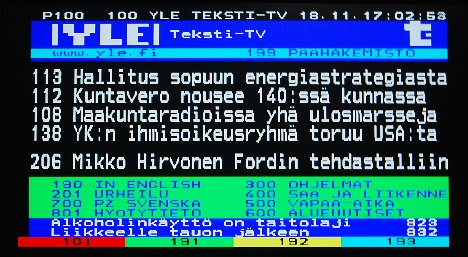 P100 100 YLE TEKSTI-TV 18.11.17:02:53
|YLE| Teksti-TV t:
www.yle.fi 199 PÄÄHAKEMISTO
113 Hallitus sopuun energiastrategiasta
112 Kuntavero nousee 140:ssä kunnassa
108 Maakuntaradioissa yhä ulosmarsseja
138 YK:n ihmisoikeusryhmä toruu USA:ta
206 Mikko Hirvonen Fordin tehdastalliin
190 IN ENGLISH 300 OHJELMAT
201 URHEILU 400 SÄÄ JA LIIKENNE
700 PÅ SVENSKA 500 VAPAA-AIKA
801 HYÖTYTIETO 600 ALUEUUTISET
Alkoholinkäyttö on taitolaji 823
Liikkeelle tauon jälkeen 832
101 191 192 193